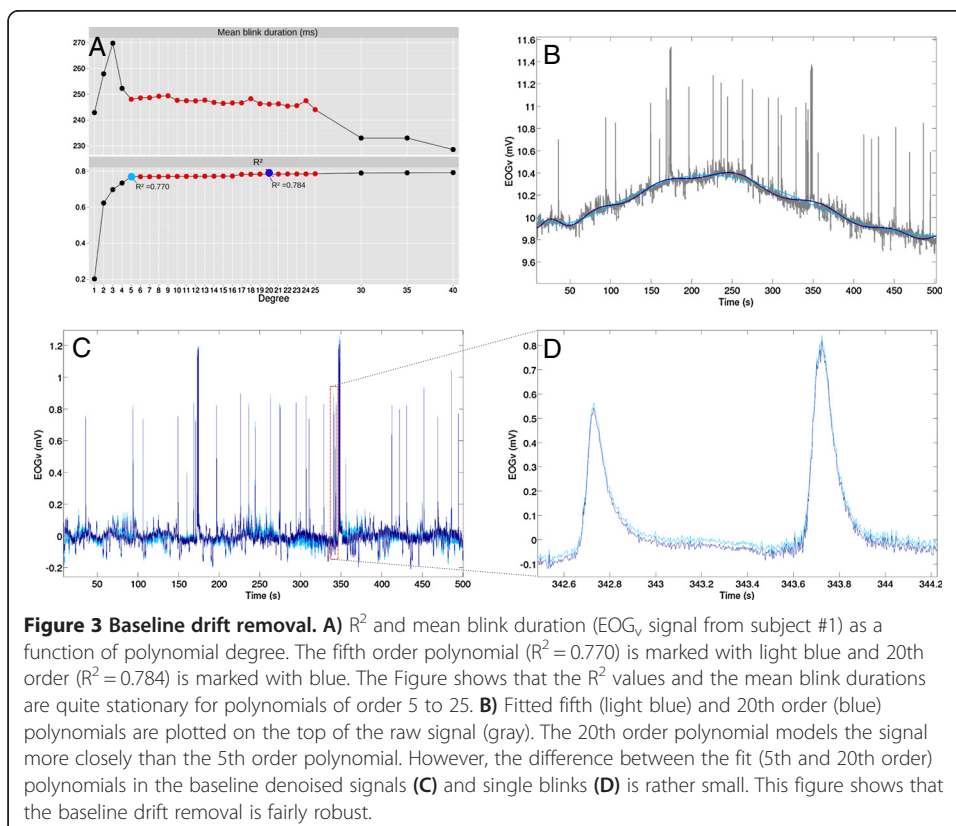 A
Mean blink duration (ms)
270
260
250
240
230
R²
0.8
0.6
0.4
0.2
R² =0.770
R² =0.784
1 2 3 4 5 6 7 8 9 10 11 12 13 14 15 16 17 18 19 20 21 22 23 24 25 30 35 40
Degree
B
11.6
11.4
11.2
11
10.8
10.6
10.4
10.2
10
9.8
9.6
EOGv (mV)
50 100 150 200 250 300 350 400 450 500
Time (s)
C
1.2
1
0.8
0.6
0.4
0.2
0
-0.2
EOGv (mV)
50 100 150 200 250 300 350 400 450 500
Time (s)
D
0.8
0.7
0.6
0.5
0.4
0.3
0.2
0.1
0
-0.1
EOGv (mV)
342.6 342.8 343 343.2 343.4 343.6 343.8 344 344.2
Time (s)
Figure 3 Baseline drift removal. A) R² and mean blink duration (EOGᵥ signal from subject #1) as a
function of polynomial degree. The fifth order polynomial (R² = 0.770) is marked with light blue and 20th
order (R² = 0.784) is marked with blue. The Figure shows that the R² values and the mean blink durations
are quite stationary for polynomials of order 5 to 25. B) Fitted fifth (light blue) and 20th order (blue)
polynomials are plotted on the top of the raw signal (gray). The 20th order polynomial models the signal
more closely than the 5th order polynomial. However, the difference between the fit (5th and 20th order)
polynomials in the baseline denoised signals (C) and single blinks (D) is rather small. This figure shows that
the baseline drift removal is fairly robust.